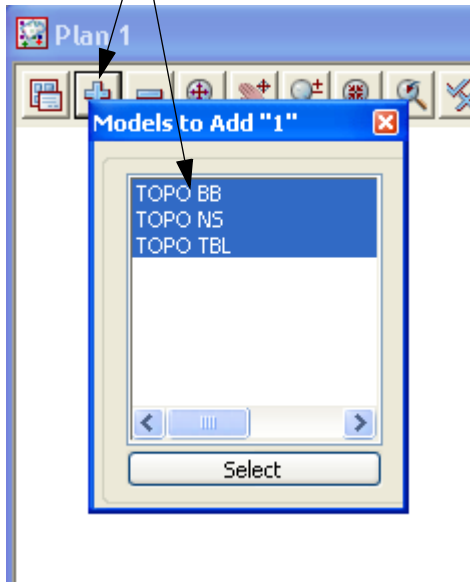 Plan 1
Models to Add "1"
TOPO BB
TOPO NS
TOPO TBL
Select